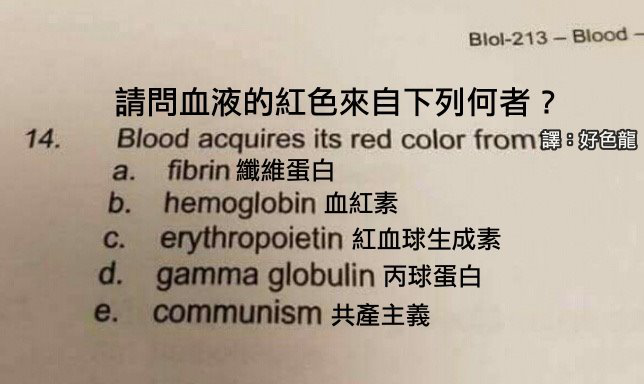 Biol-213 – Blood –
請問血液的紅色來自下列何者？
14. Blood acquires its red color from 譯：好色龍
a. fibrin 纖維蛋白
b. hemoglobin 血紅素
c. erythropoietin 紅血球生成素
d. gamma globulin 丙球蛋白
e. communism 共產主義